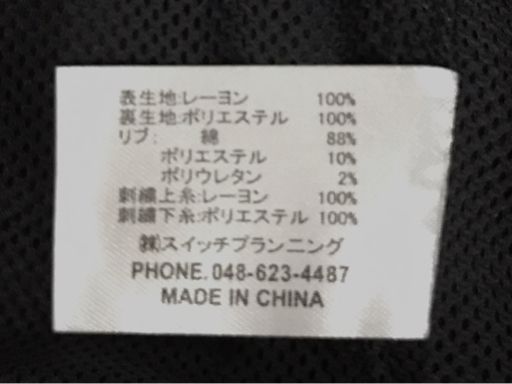 表生地:レーヨン 100%
裏生地:ポリエステル 100%
リブ: 綿 88%
ポリエステル 10%
ポリウレタン 2%
刺繍上糸:レーヨン 100%
刺繍下糸:ポリエステル 100%
㈱スイッチプランニング
PHONE. 048-623-4487
MADE IN CHINA